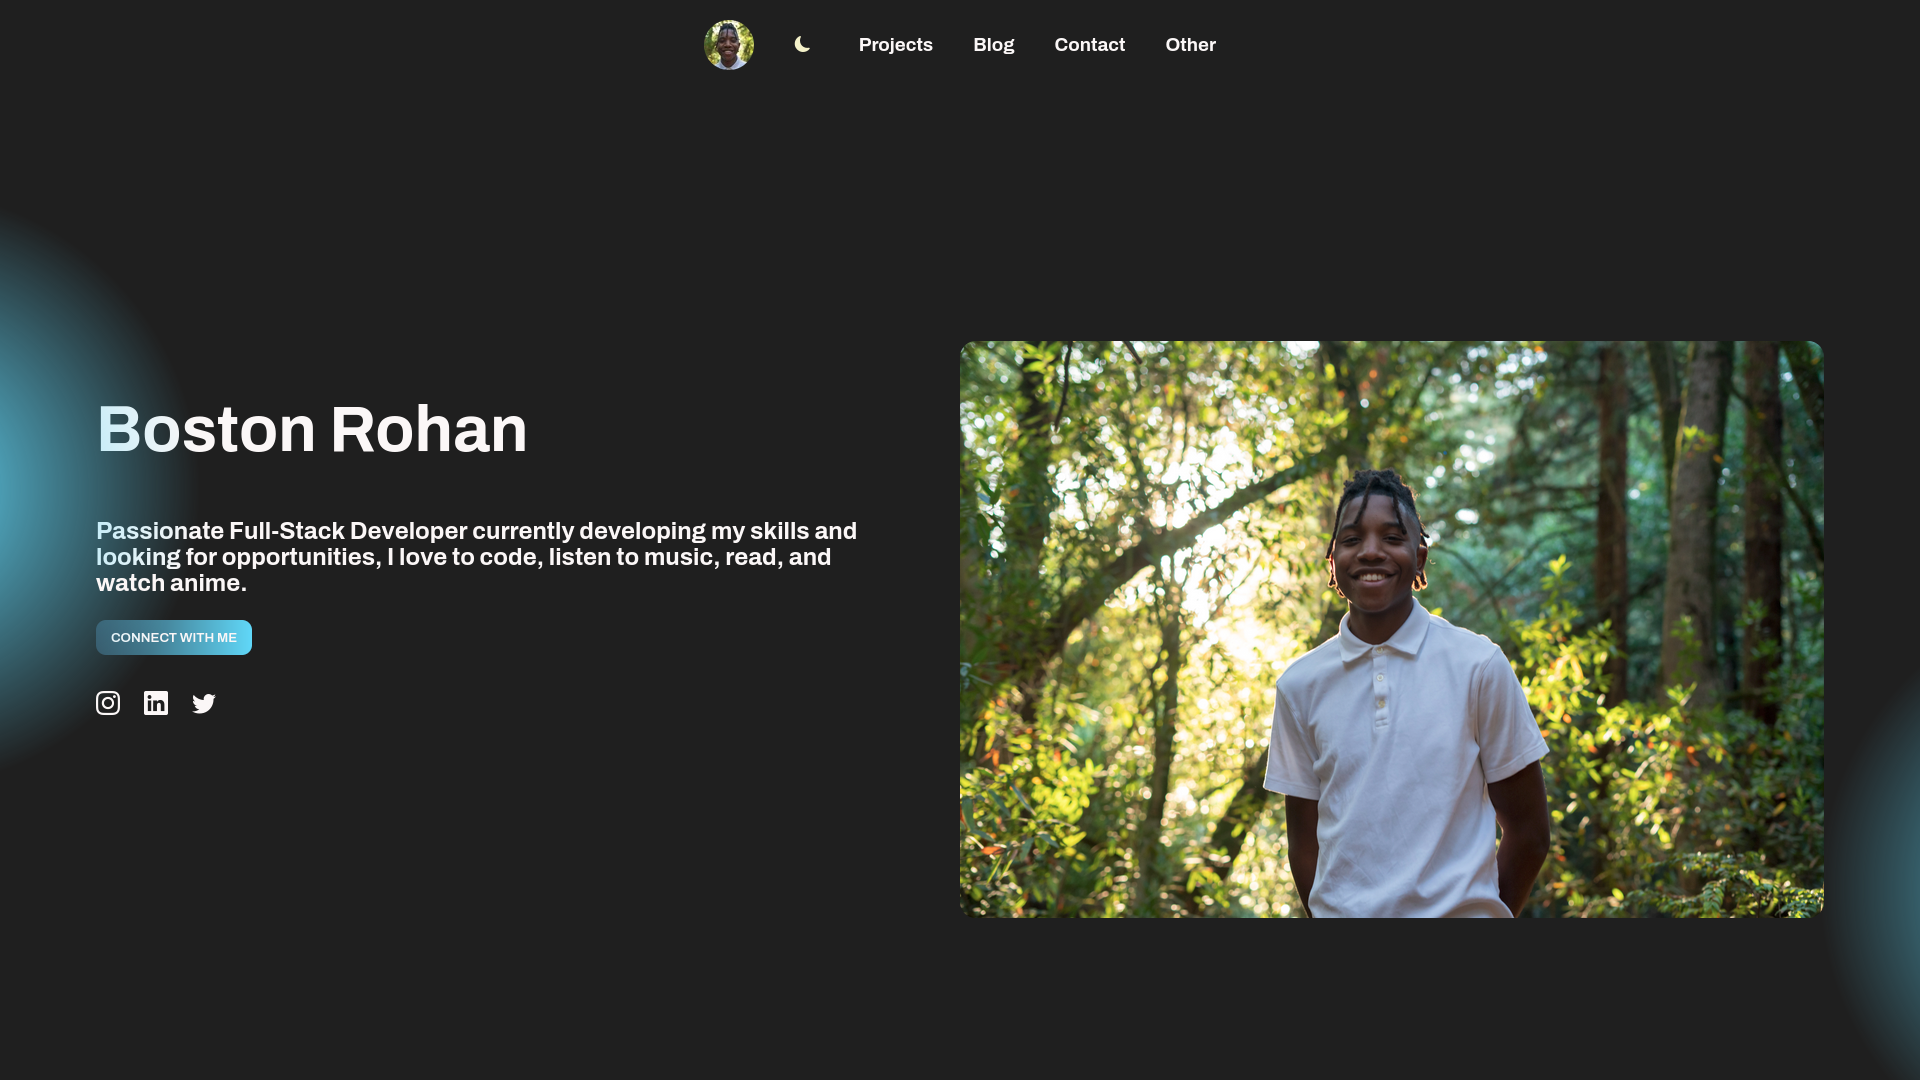 Projects
Blog
Contact
Other
Boston Rohan
Passionate Full-Stack Developer currently developing my skills and
looking for opportunities, I love to code, listen to music, read, and
watch anime.
CONNECT WITH ME